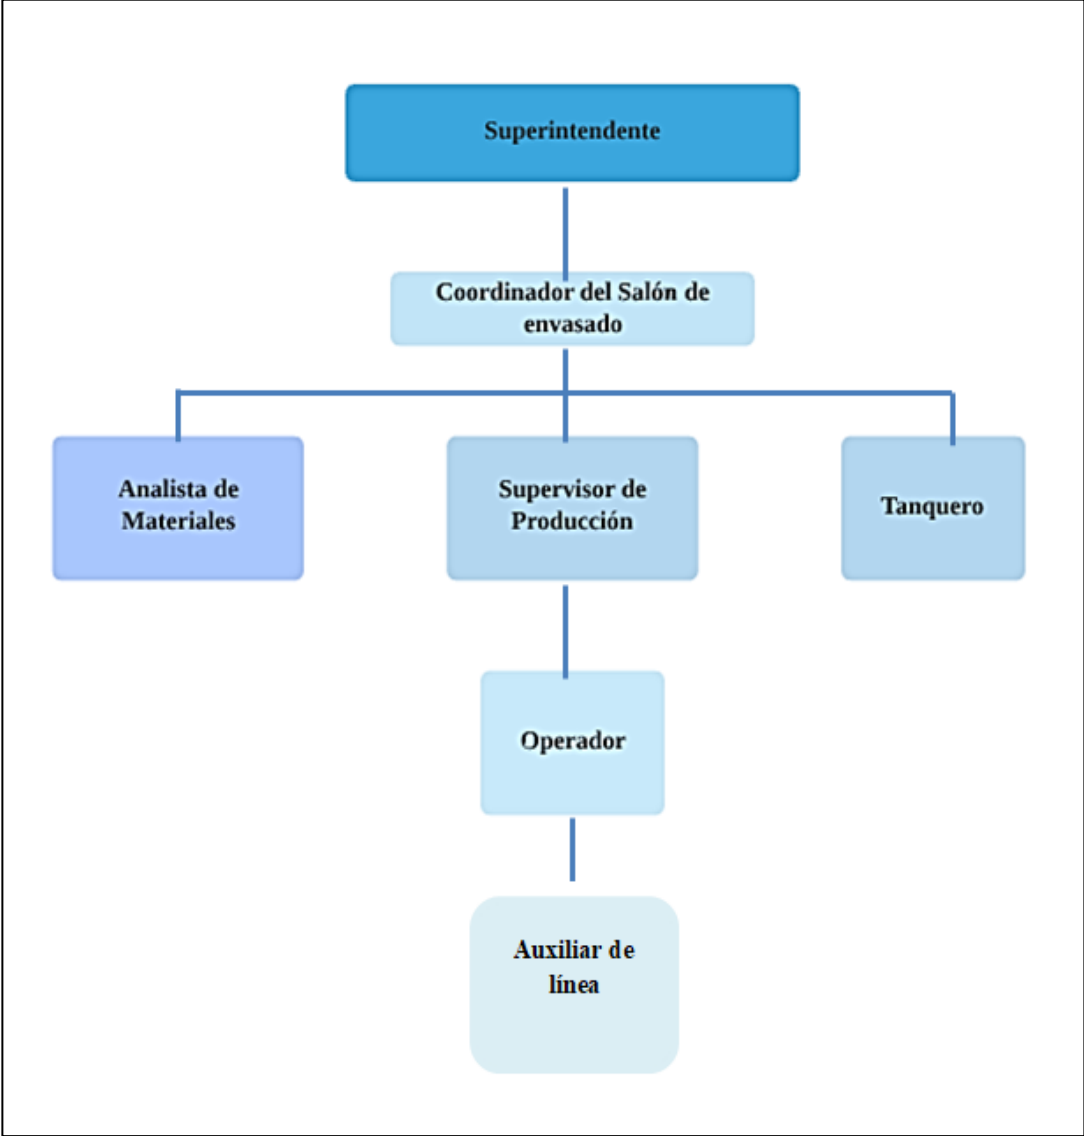 Superintendente
Coordinador del Salón de
envasado
Analista de
Materiales
Supervisor de
Producción
Tanquero
Operador
Auxiliar de
línea